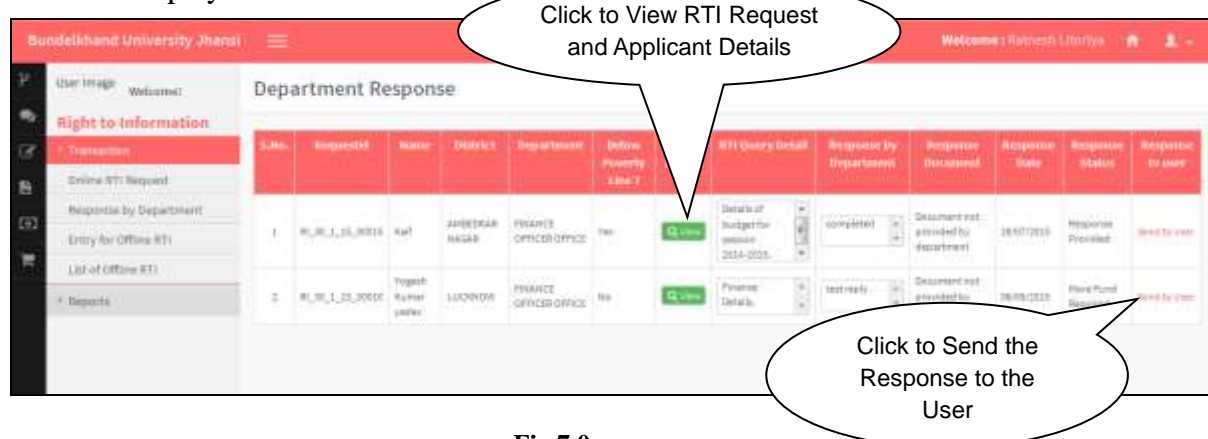 Click to View RTI Request
and Applicant Details
Bundelkhand University Jhansi
Welcome : Ratnesh Litoriya
User Image
Welcome!
Department Response
Right to Information
Transaction
Online RTI Request
Response by Department
Entry for Offline RTI
List of Offline RTI
Reports
S.No. RequestId Name District Department Below Poverty Line ? RTI Query Detail Response by Department Response Document Response Date Response Status Response to user
1 Kaif AMBEDKAR NAGAR FINANCE OFFICER OFFICE Yes View Details of budget for session 2014-2015. completed Document not provided by department Response Provided Send to user
2 Yogesh Kumar yadav LUCKNOW FINANCE OFFICER OFFICE No View Finance Details test reply Document not provided by More Fund Send to User
Click to Send the
Response to the
User